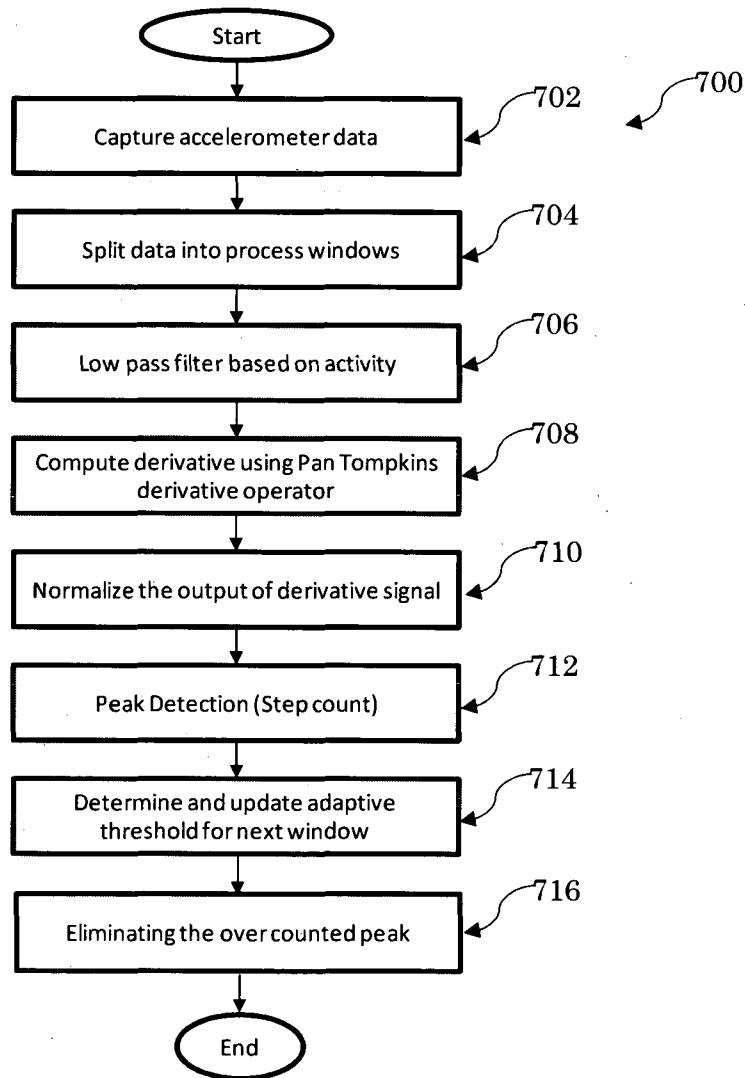 Start
702
700
Capture accelerometer data
704
Split data into process windows
706
Low pass filter based on activity
708
Compute derivative using Pan Tompkins
derivative operator
710
Normalize the output of derivative signal
712
Peak Detection (Step count)
714
Determine and update adaptive
threshold for next window
716
Eliminating the over counted peak
End